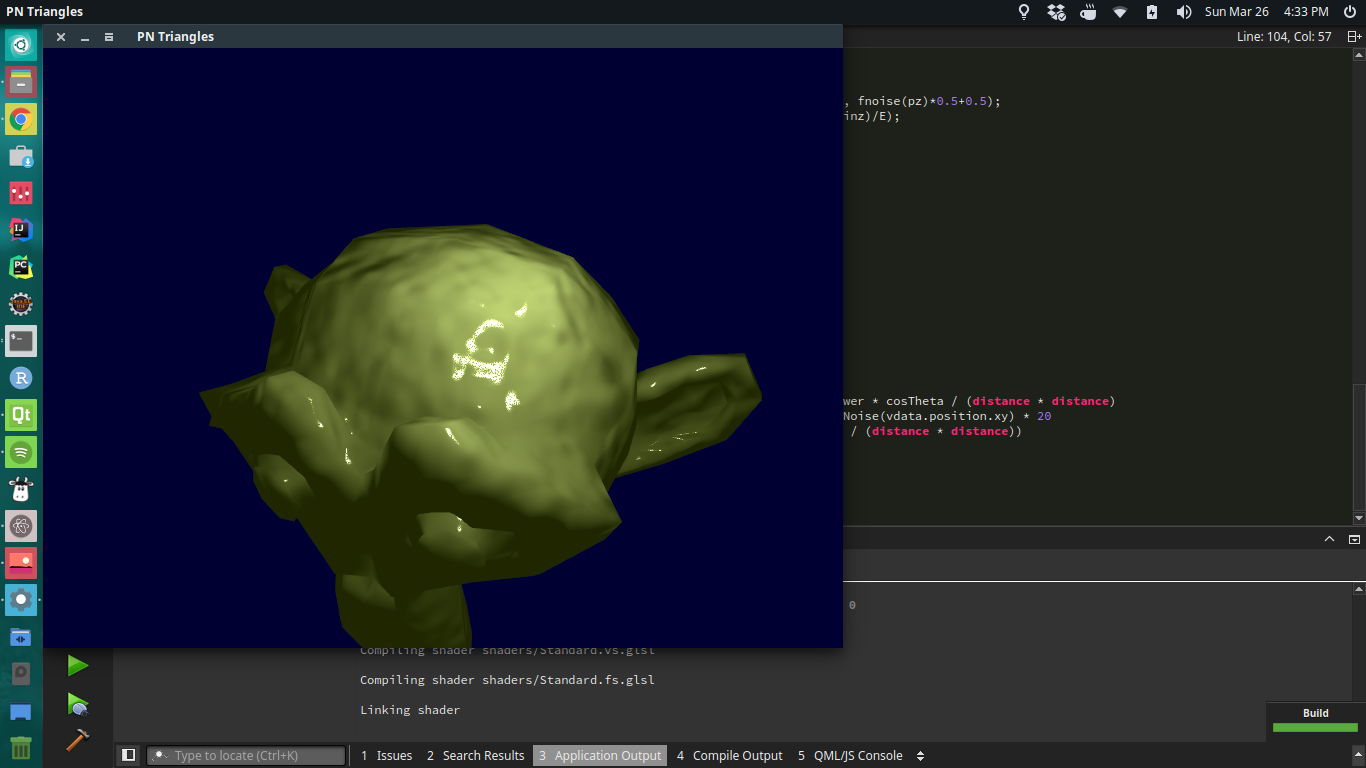 PN Triangles
Sun Mar 26
4:33 PM
PN Triangles
Line: 104, Col: 57
, fnoise(pz)*0.5+0.5);
inz)/E);
wer * cosTheta / (distance * distance)
Noise(vdata.position.xy) * 20
/ (distance * distance))
0
Compiling shader shaders/Standard.vs.glsl
Compiling shader shaders/Standard.fs.glsl
Linking shader
Build
Type to locate (Ctrl+K)
1 Issues
2 Search Results
3 Application Output
4 Compile Output
5 QML/JS Console
IJ
PC
R
Qt